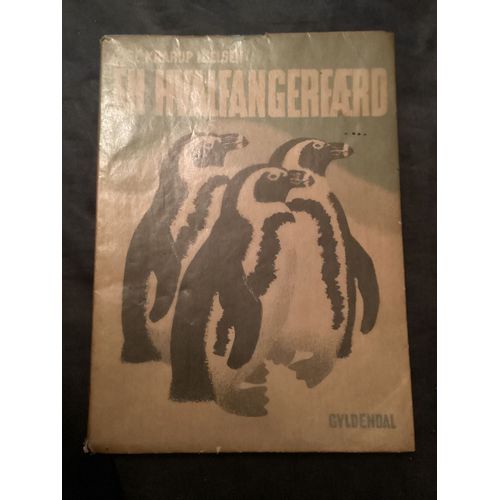 KRARUP NIELSEN
EN HVALFANGERFÆRD
GYLDENDAL